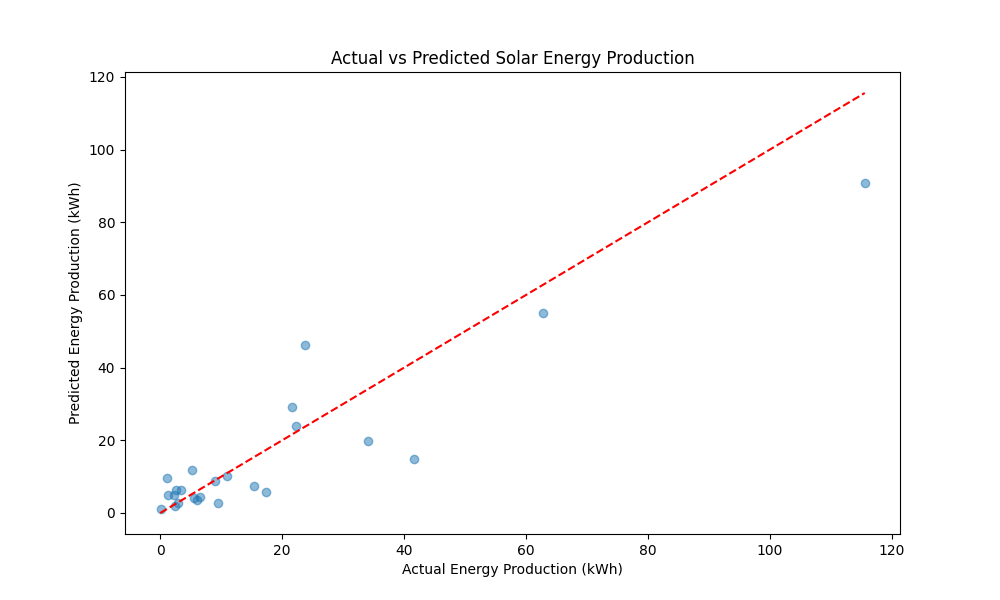 Actual vs Predicted Solar Energy Production
120
100
80
60
40
20
0
Predicted Energy Production (kWh)
0 20 40 60 80 100 120
Actual Energy Production (kWh)